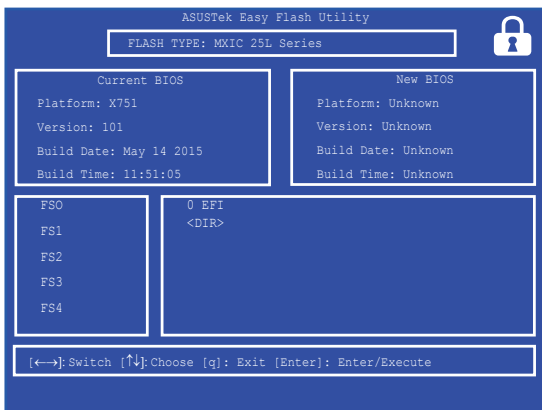 ASUSTek Easy Flash Utility
FLASH TYPE: MXIC 25L Series
Current BIOS
Platform: X751
Version: 101
Build Date: May 14 2015
Build Time: 11:51:05
New BIOS
Platform: Unknown
Version: Unknown
Build Date: Unknown
Build Time: Unknown
FSO
FS1
FS2
FS3
FS4
0 EFI
<DIR>
[←→]: Switch [↑↓]: Choose [q]: Exit [Enter]: Enter/Execute